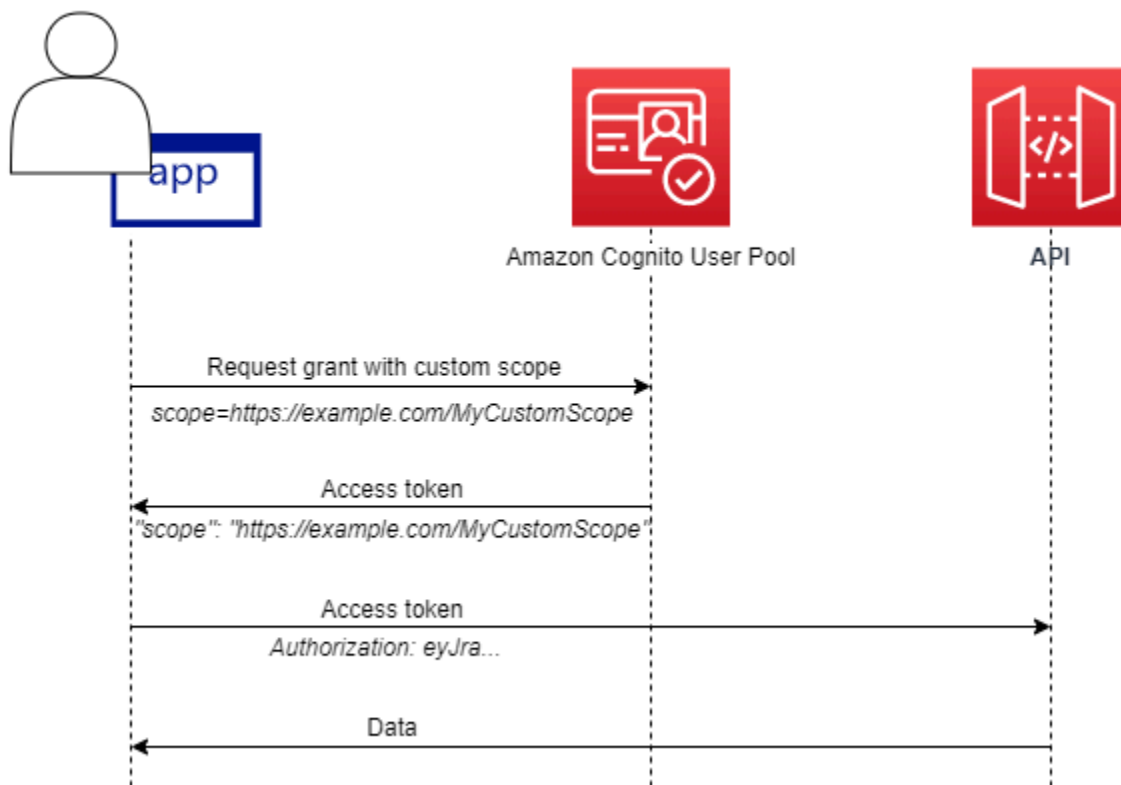 app
Amazon Cognito User Pool
API
Request grant with custom scope
scope=https://example.com/MyCustomScope
Access token
"scope": "https://example.com/MyCustomScope"
Access token
Authorization: eyJra...
Data